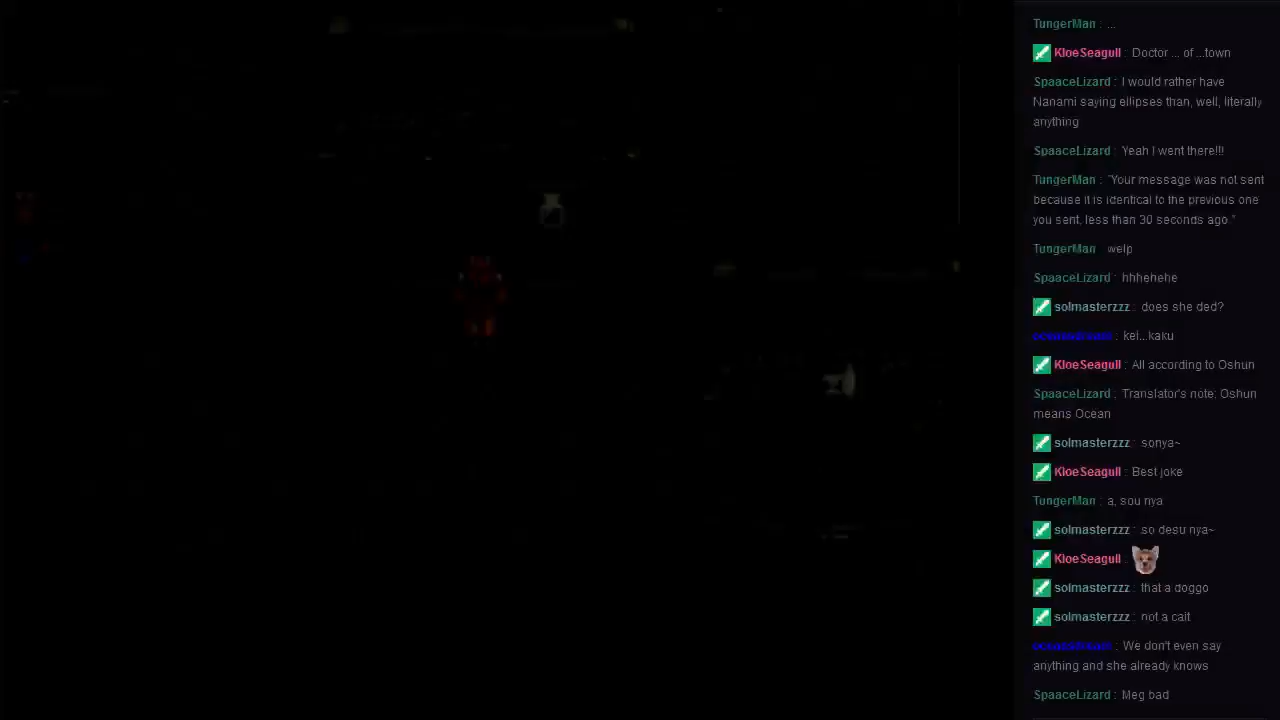 TungerMan : ...
KloeSeagull : Doctor ... of ...town
SpaaceLizard : I would rather have
Nanami saying ellipses than, well, literally
anything
SpaaceLizard : Yeah I went there!!!
TungerMan : "Your message was not sent
because it is identical to the previous one
you sent, less than 30 seconds ago."
TungerMan : welp
SpaaceLizard : hhhehehe
solmasterzzz : does she ded?
: kei...kaku
KloeSeagull : All according to Oshun
SpaaceLizard : Translator's note: Oshun
means Ocean
solmasterzzz : sonya~
KloeSeagull : Best joke
TungerMan : a, sou nya
solmasterzzz : so desu nya~
KloeSeagull :
solmasterzzz : that a doggo
solmasterzzz : not a cait
: We don't even say
anything and she already knows
SpaaceLizard : Meg bad